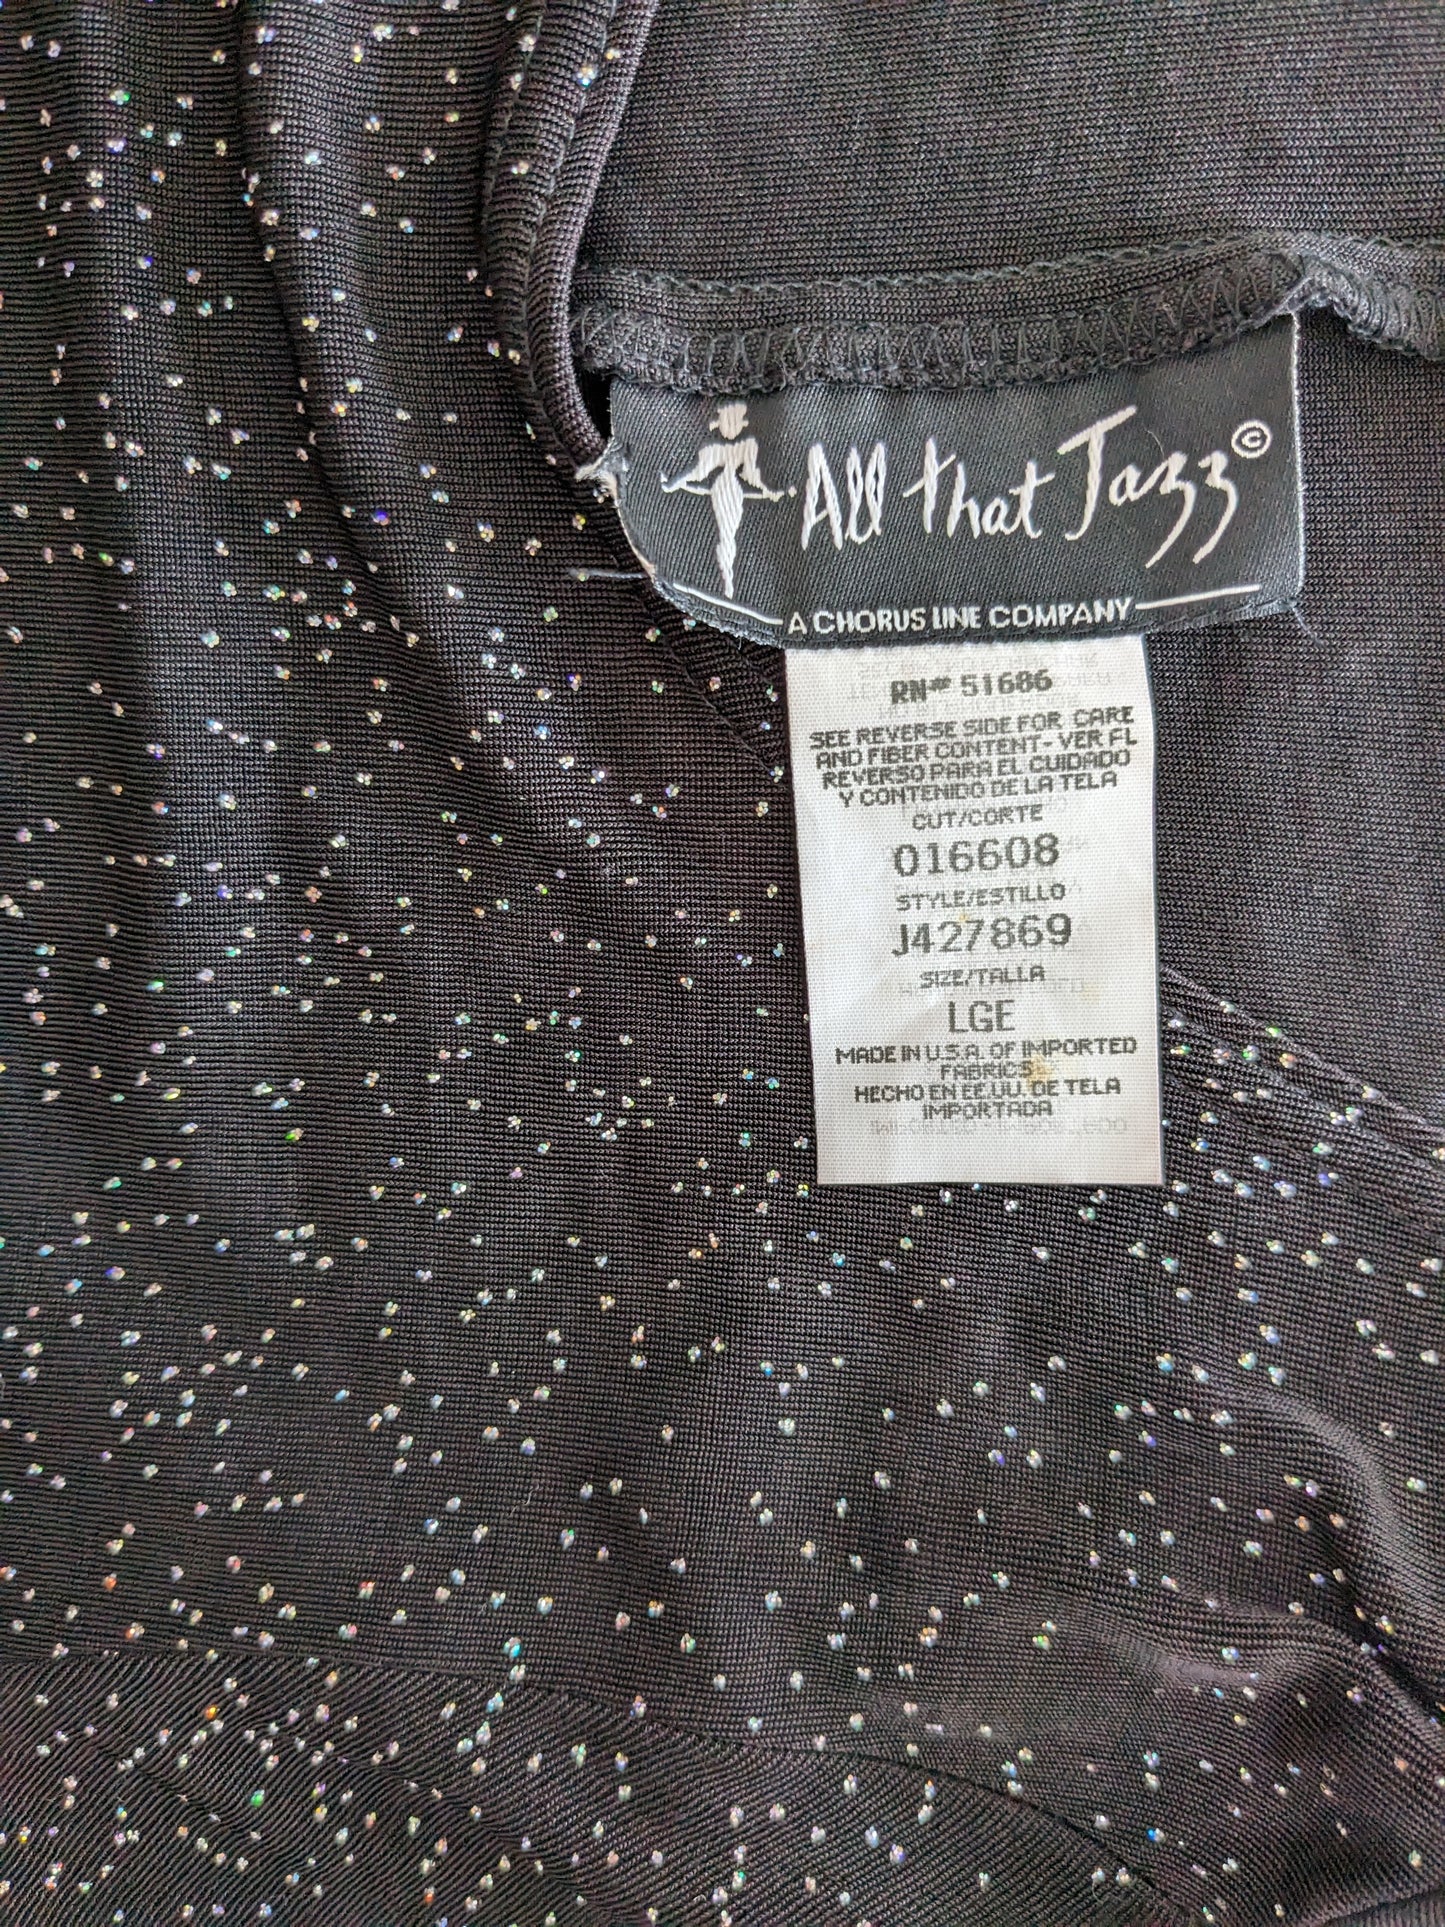 All that Jazz©
A CHORUS LINE COMPANY
RN# 51686
SEE REVERSE SIDE FOR CARE
AND FIBER CONTENT- VER FL
REVERSO PARA EL CUIDADO
Y CONTENIDO DE LA TELA
CUT/CORTE
016608
STYLE/ESTILLO
J427869
SIZE/TALLA
LGE
MADE IN U.S.A. OF IMPORTED
FABRICS
HECHO EN EE.UU. DE TELA
IMPORTADA